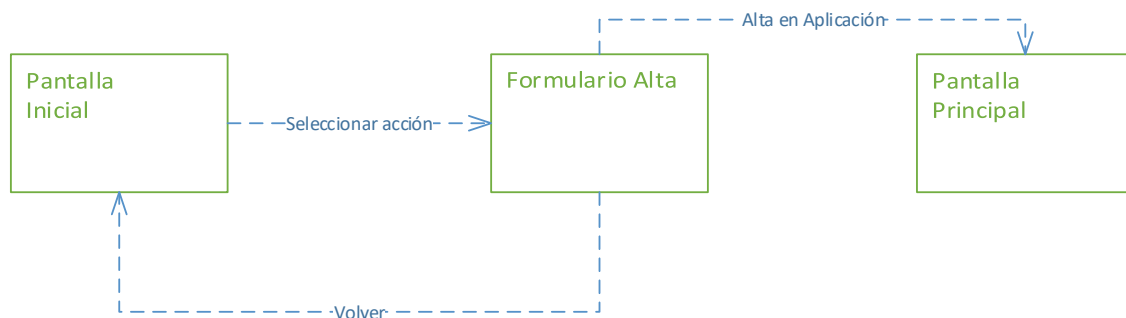 Alta en Aplicación
Pantalla
Inicial
Formulario Alta
Pantalla
Principal
Seleccionar acción
Volver